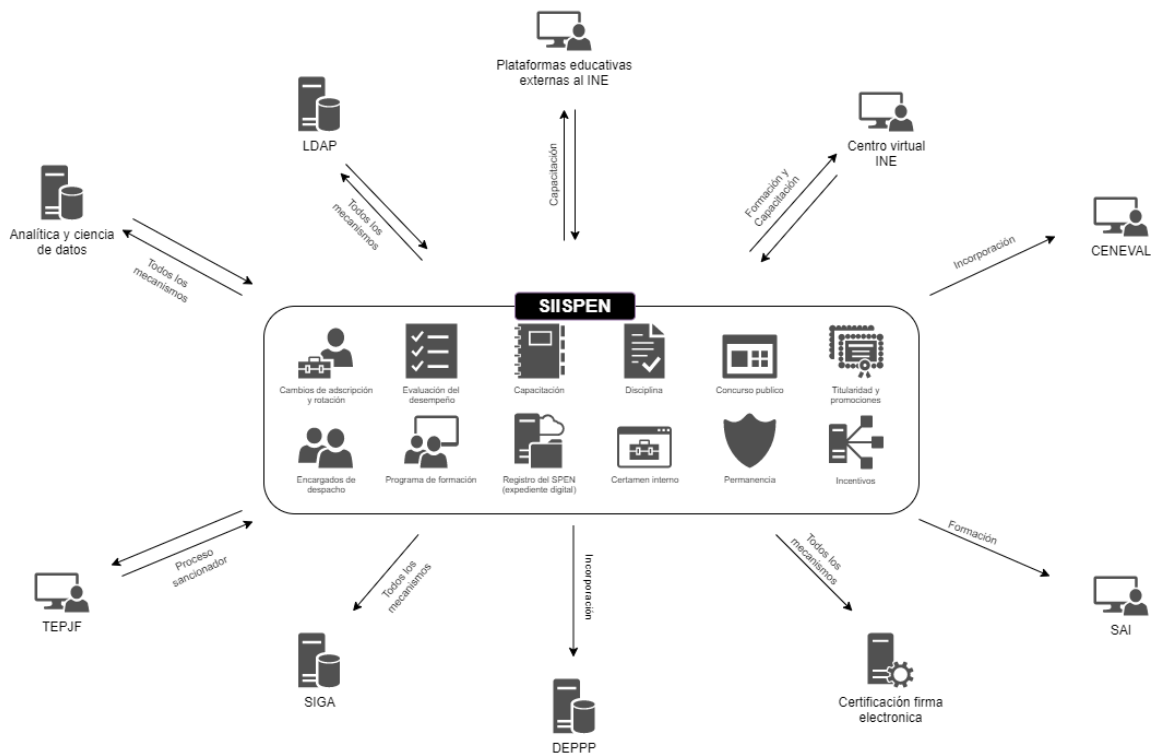 Plataformas educativas
externas al INE
LDAP
Centro virtual
INE
Analítica y ciencia
de datos
CENEVAL
Todos los
mecanismos
Todos los
mecanismos
Capacitación
Formación y
Capacitación
Incorporación
SIISPEN
Cambios de adscripción
y rotación
Evaluación del
desempeño
Capacitación
Disciplina
Concurso publico
Titularidad y
promociones
Encargados de
despacho
Programa de formación
Registro del SPEN
(expediente digital)
Certamen interno
Permanencia
Incentivos
Proceso
sancionador
Todos los
mecanismos
Incorporación
Todos los
mecanismos
Formación
TEPJF
SIGA
DEPPP
Certificación firma
electronica
SAI